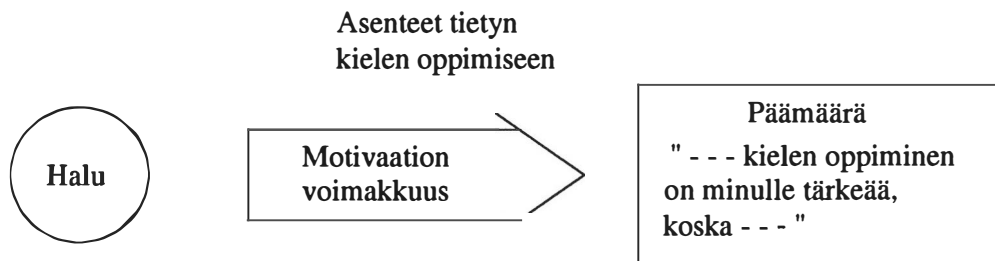 Asenteet tietyn
kielen oppimiseen
Halu
Motivaation
voimakkuus
Päämäärä
" - - - kielen oppiminen
on minulle tärkeää,
koska - - - "